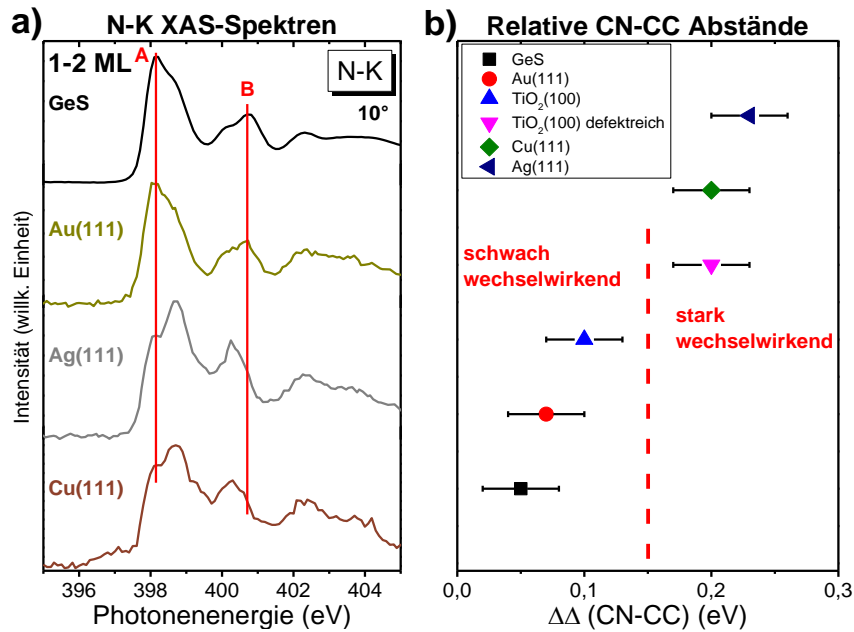 a)
N-K XAS-Spektren
1-2 ML
A
B
N-K
10°
GeS
Au(111)
Ag(111)
Cu(111)
Intensität (willk. Einheit)
396 398 400 402 404
Photonenenergie (eV)
b)
Relative CN-CC Abstände
GeS
Au(111)
TiO₂(100)
TiO₂(100) defektreich
Cu(111)
Ag(111)
schwach
wechselwirkend
stark
wechselwirkend
0,0 0,1 0,2 0,3
ΔΔ (CN-CC) (eV)